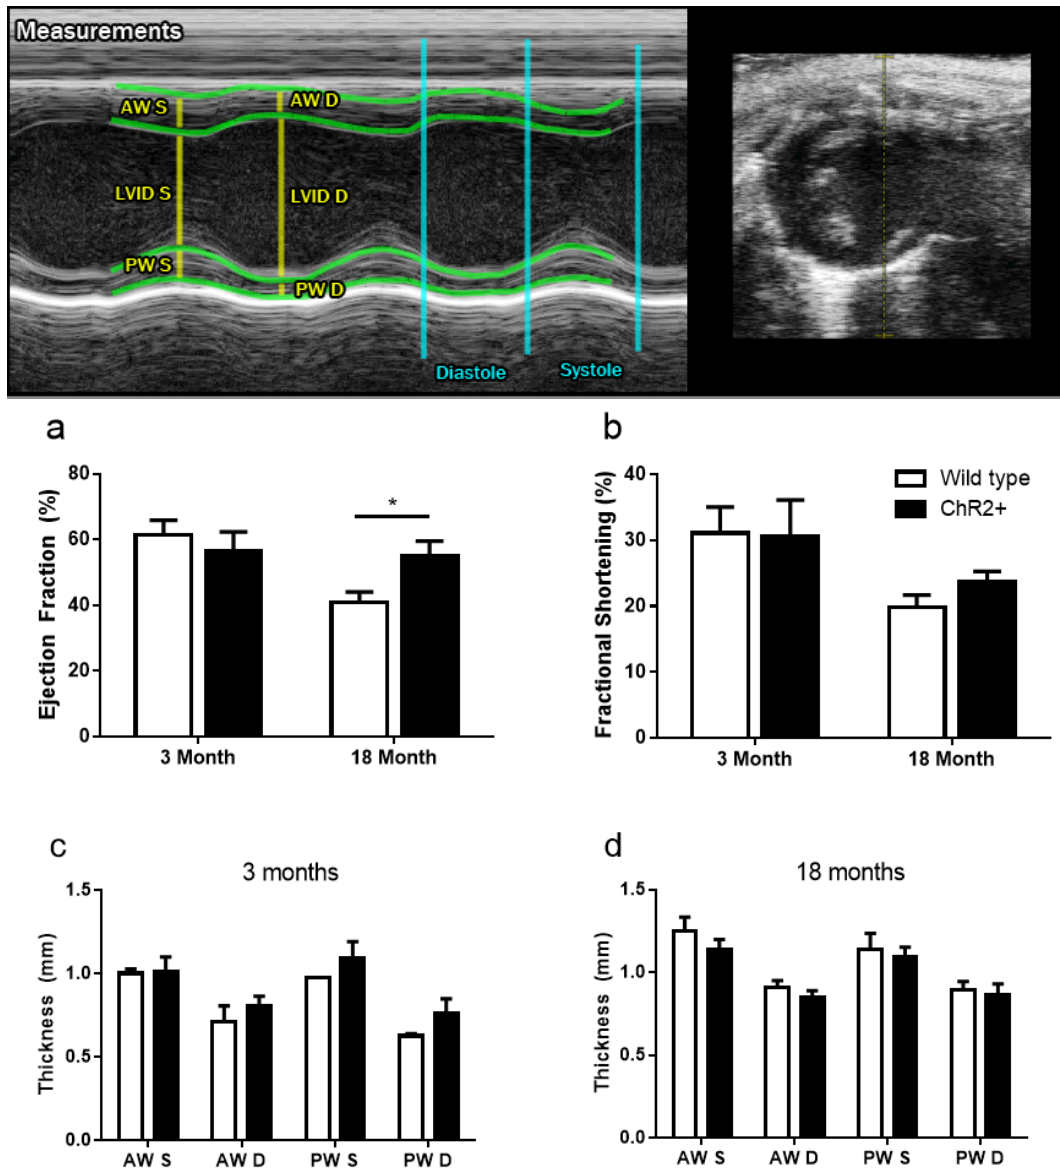 Measurements
AW S
AW D
LVID S
LVID D
PW S
PW D
Diastole
Systole
a
Ejection Fraction (%)
80
60
40
20
0
*
3 Month
18 Month
b
Fractional Shortening (%)
40
30
20
10
0
Wild type
ChR2+
3 Month
18 Month
c
3 months
Thickness (mm)
1.5
1.0
0.5
0.0
AW S
AW D
PW S
PW D
d
18 months
Thickness (mm)
1.5
1.0
0.5
0.0
AW S
AW D
PW S
PW D